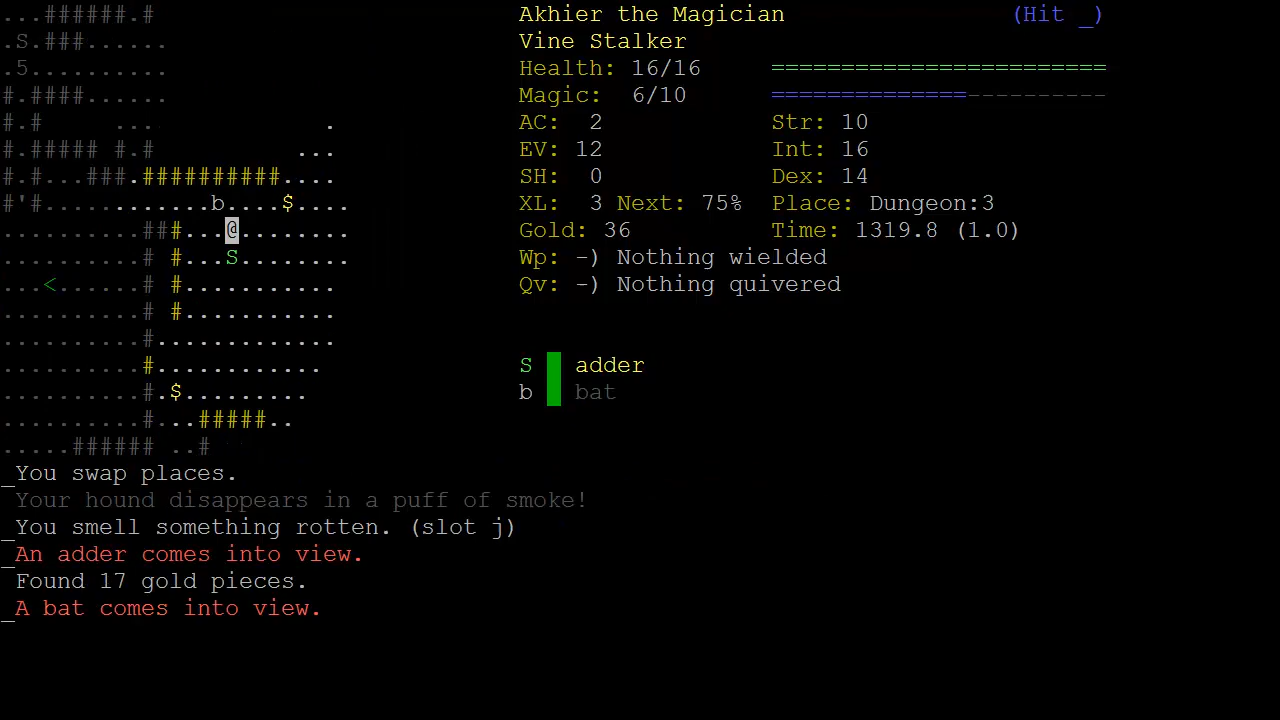 ...######.# Akhier the Magician (Hit _)
.S.###...... Vine Stalker
.5.......... Health: 16/16 ========================
#.####...... Magic: 6/10 ==============----------
#.# .... . AC: 2 Str: 10
#.##### #.# ... EV: 12 Int: 16
#.#...###.##########.... SH: 0 Dex: 14
#'#............b....$.... XL: 3 Next: 75% Place: Dungeon:3
..........###...@........ Gold: 36 Time: 1319.8 (1.0)
..........# #...S........ Wp: -) Nothing wielded
...<......# #........... Qv: -) Nothing quivered
..........# #...........
..........#.............
..........#............ S adder
..........#.$......... b bat
..........#...#####..
.....###### ..#
_You swap places.
Your hound disappears in a puff of smoke!
_You smell something rotten. (slot j)
_An adder comes into view.
Found 17 gold pieces.
_A bat comes into view.